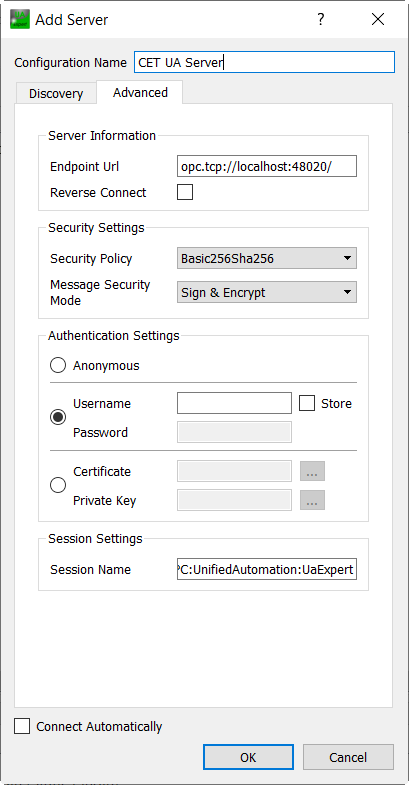 Add Server
?
Configuration Name CET UA Server
Discovery Advanced
Server Information
Endpoint Url opc.tcp://localhost:48020/
Reverse Connect
Security Settings
Security Policy Basic256Sha256
Message Security
Mode
Sign & Encrypt
Authentication Settings
Anonymous
Username Store
Password
Certificate ...
Private Key ...
Session Settings
Session Name PC:UnifiedAutomation:UaExpert
Connect Automatically
OK Cancel